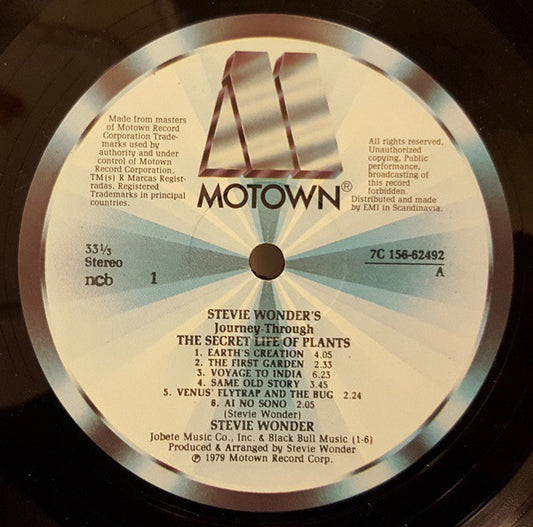 MOTOWN®
Made from masters
of Motown Record
Corporation Trade-
marks used by
authority and under
control of Motown
Record Corporation.
TM(s) R Marcas Regist-
radas. Registered
Trademarks in principal
countries.
All rights reserved.
Unauthorized
copying, Public
performance,
broadcasting of
this record
forbidden.
Distributed and made
by EMI in Scandinavia.
33 1/3
Stereo
ncb 1
7C 156-62492
A
STEVIE WONDER'S
Journey Through
THE SECRET LIFE OF PLANTS
1. EARTH'S CREATION 4.05
2. THE FIRST GARDEN 2.33
3. VOYAGE TO INDIA 6.23
4. SAME OLD STORY 3.45
5. VENUS' FLYTRAP AND THE BUG 2.24
6. AI NO SONO 2.05
(Stevie Wonder)
STEVIE WONDER
Jobete Music Co., Inc. & Black Bull Music (1-6)
Produced & Arranged by Stevie Wonder
℗ 1979 Motown Record Corp.